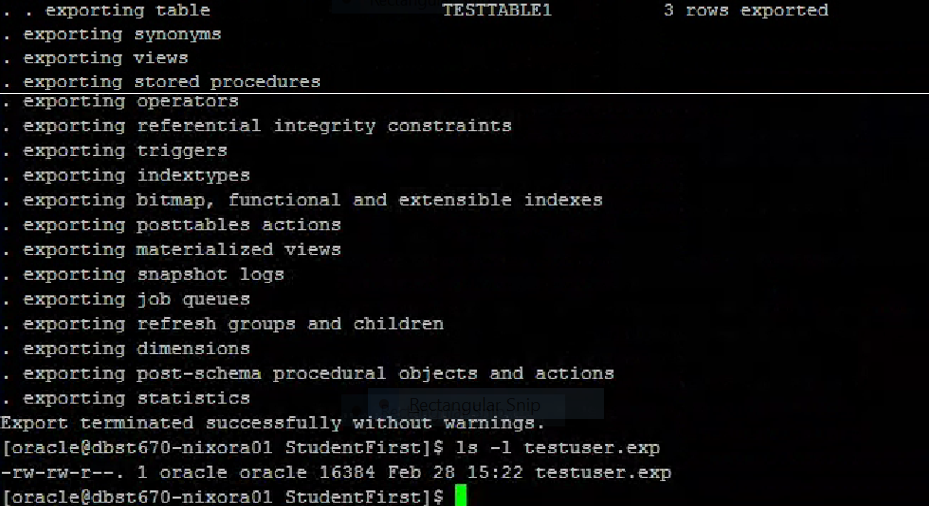 . . exporting table                    TESTTABLE1          3 rows exported
. exporting synonyms
. exporting views
. exporting stored procedures
. exporting operators
. exporting referential integrity constraints
. exporting triggers
. exporting indextypes
. exporting bitmap, functional and extensible indexes
. exporting posttables actions
. exporting materialized views
. exporting snapshot logs
. exporting job queues
. exporting refresh groups and children
. exporting dimensions
. exporting post-schema procedural objects and actions
. exporting statistics
Rectangular Snip
Export terminated successfully without warnings.
[oracle@dbst670-nixora01 StudentFirst]$ ls -l testuser.exp
-rw-rw-r--. 1 oracle oracle 16384 Feb 28 15:22 testuser.exp
[oracle@dbst670-nixora01 StudentFirst]$